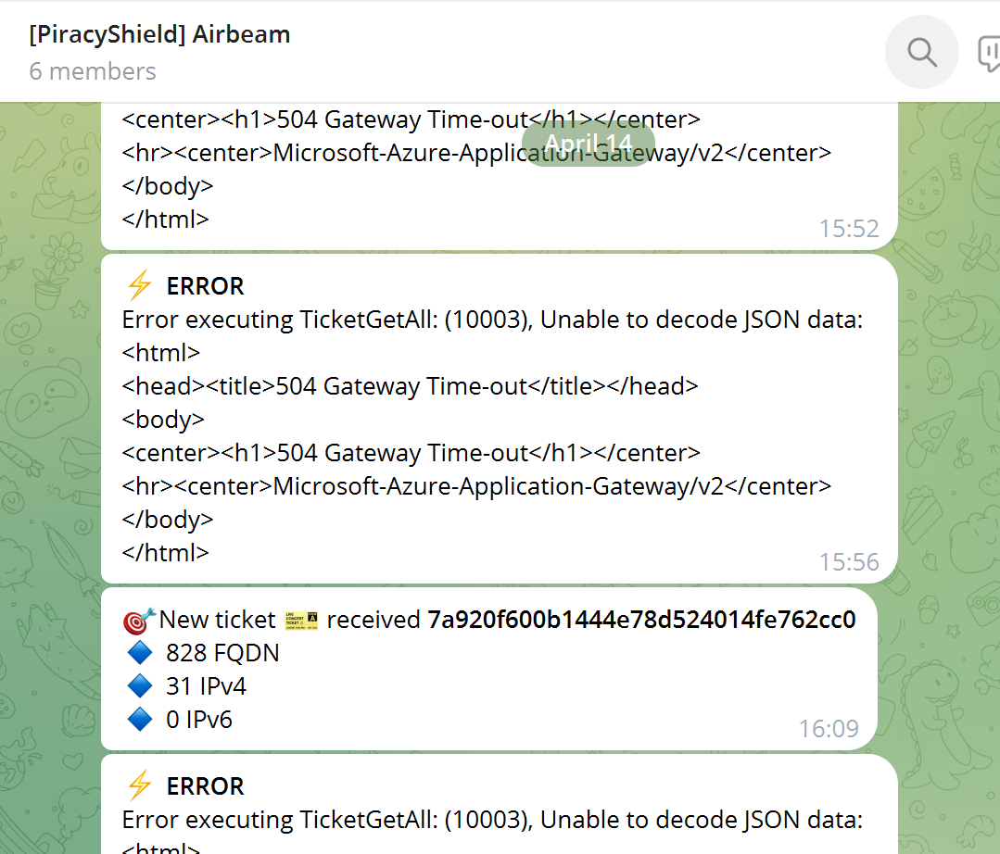 [PiracyShield] Airbeam
6 members
<center><h1>504 Gateway Time-out</h1></center>
April 14
<hr><center>Microsoft-Azure-Application-Gateway/v2</center>
</body>
</html>
15:52
⚡ ERROR
Error executing TicketGetAll: (10003), Unable to decode JSON data:
<html>
<head><title>504 Gateway Time-out</title></head>
<body>
<center><h1>504 Gateway Time-out</h1></center>
<hr><center>Microsoft-Azure-Application-Gateway/v2</center>
</body>
</html>
15:56
🎯New ticket 🎫 received 7a920f600b1444e78d524014fe762cc0
🔹 828 FQDN
🔹 31 IPv4
🔹 0 IPv6
16:09
⚡ ERROR
Error executing TicketGetAll: (10003), Unable to decode JSON data:
<html>